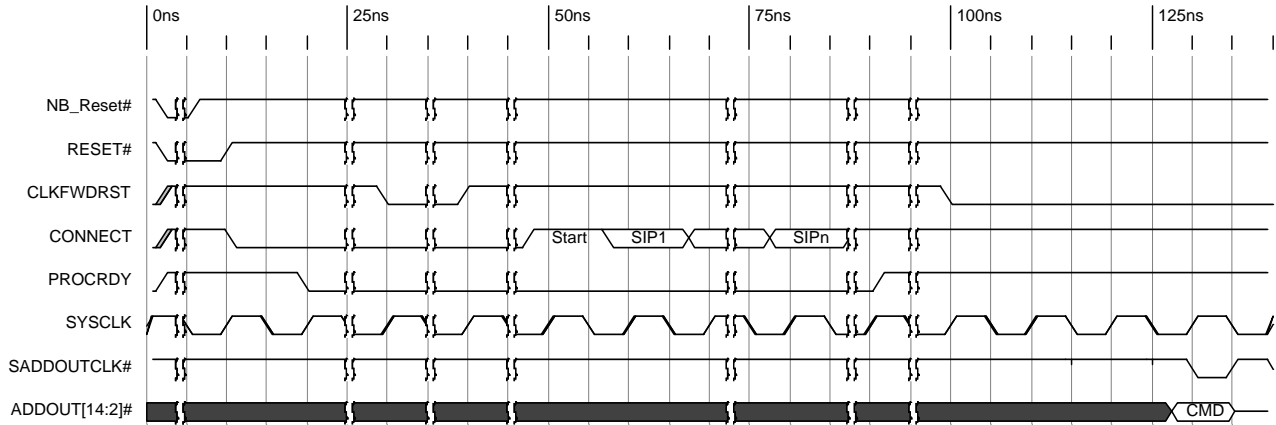 0ns 25ns 50ns 75ns 100ns 125ns
NB_Reset#
RESET#
CLKFWDRST
CONNECT Start SIP1 SIPn
PROCRDY
SYSCLK
SADDOUTCLK#
ADDOUT[14:2]# CMD